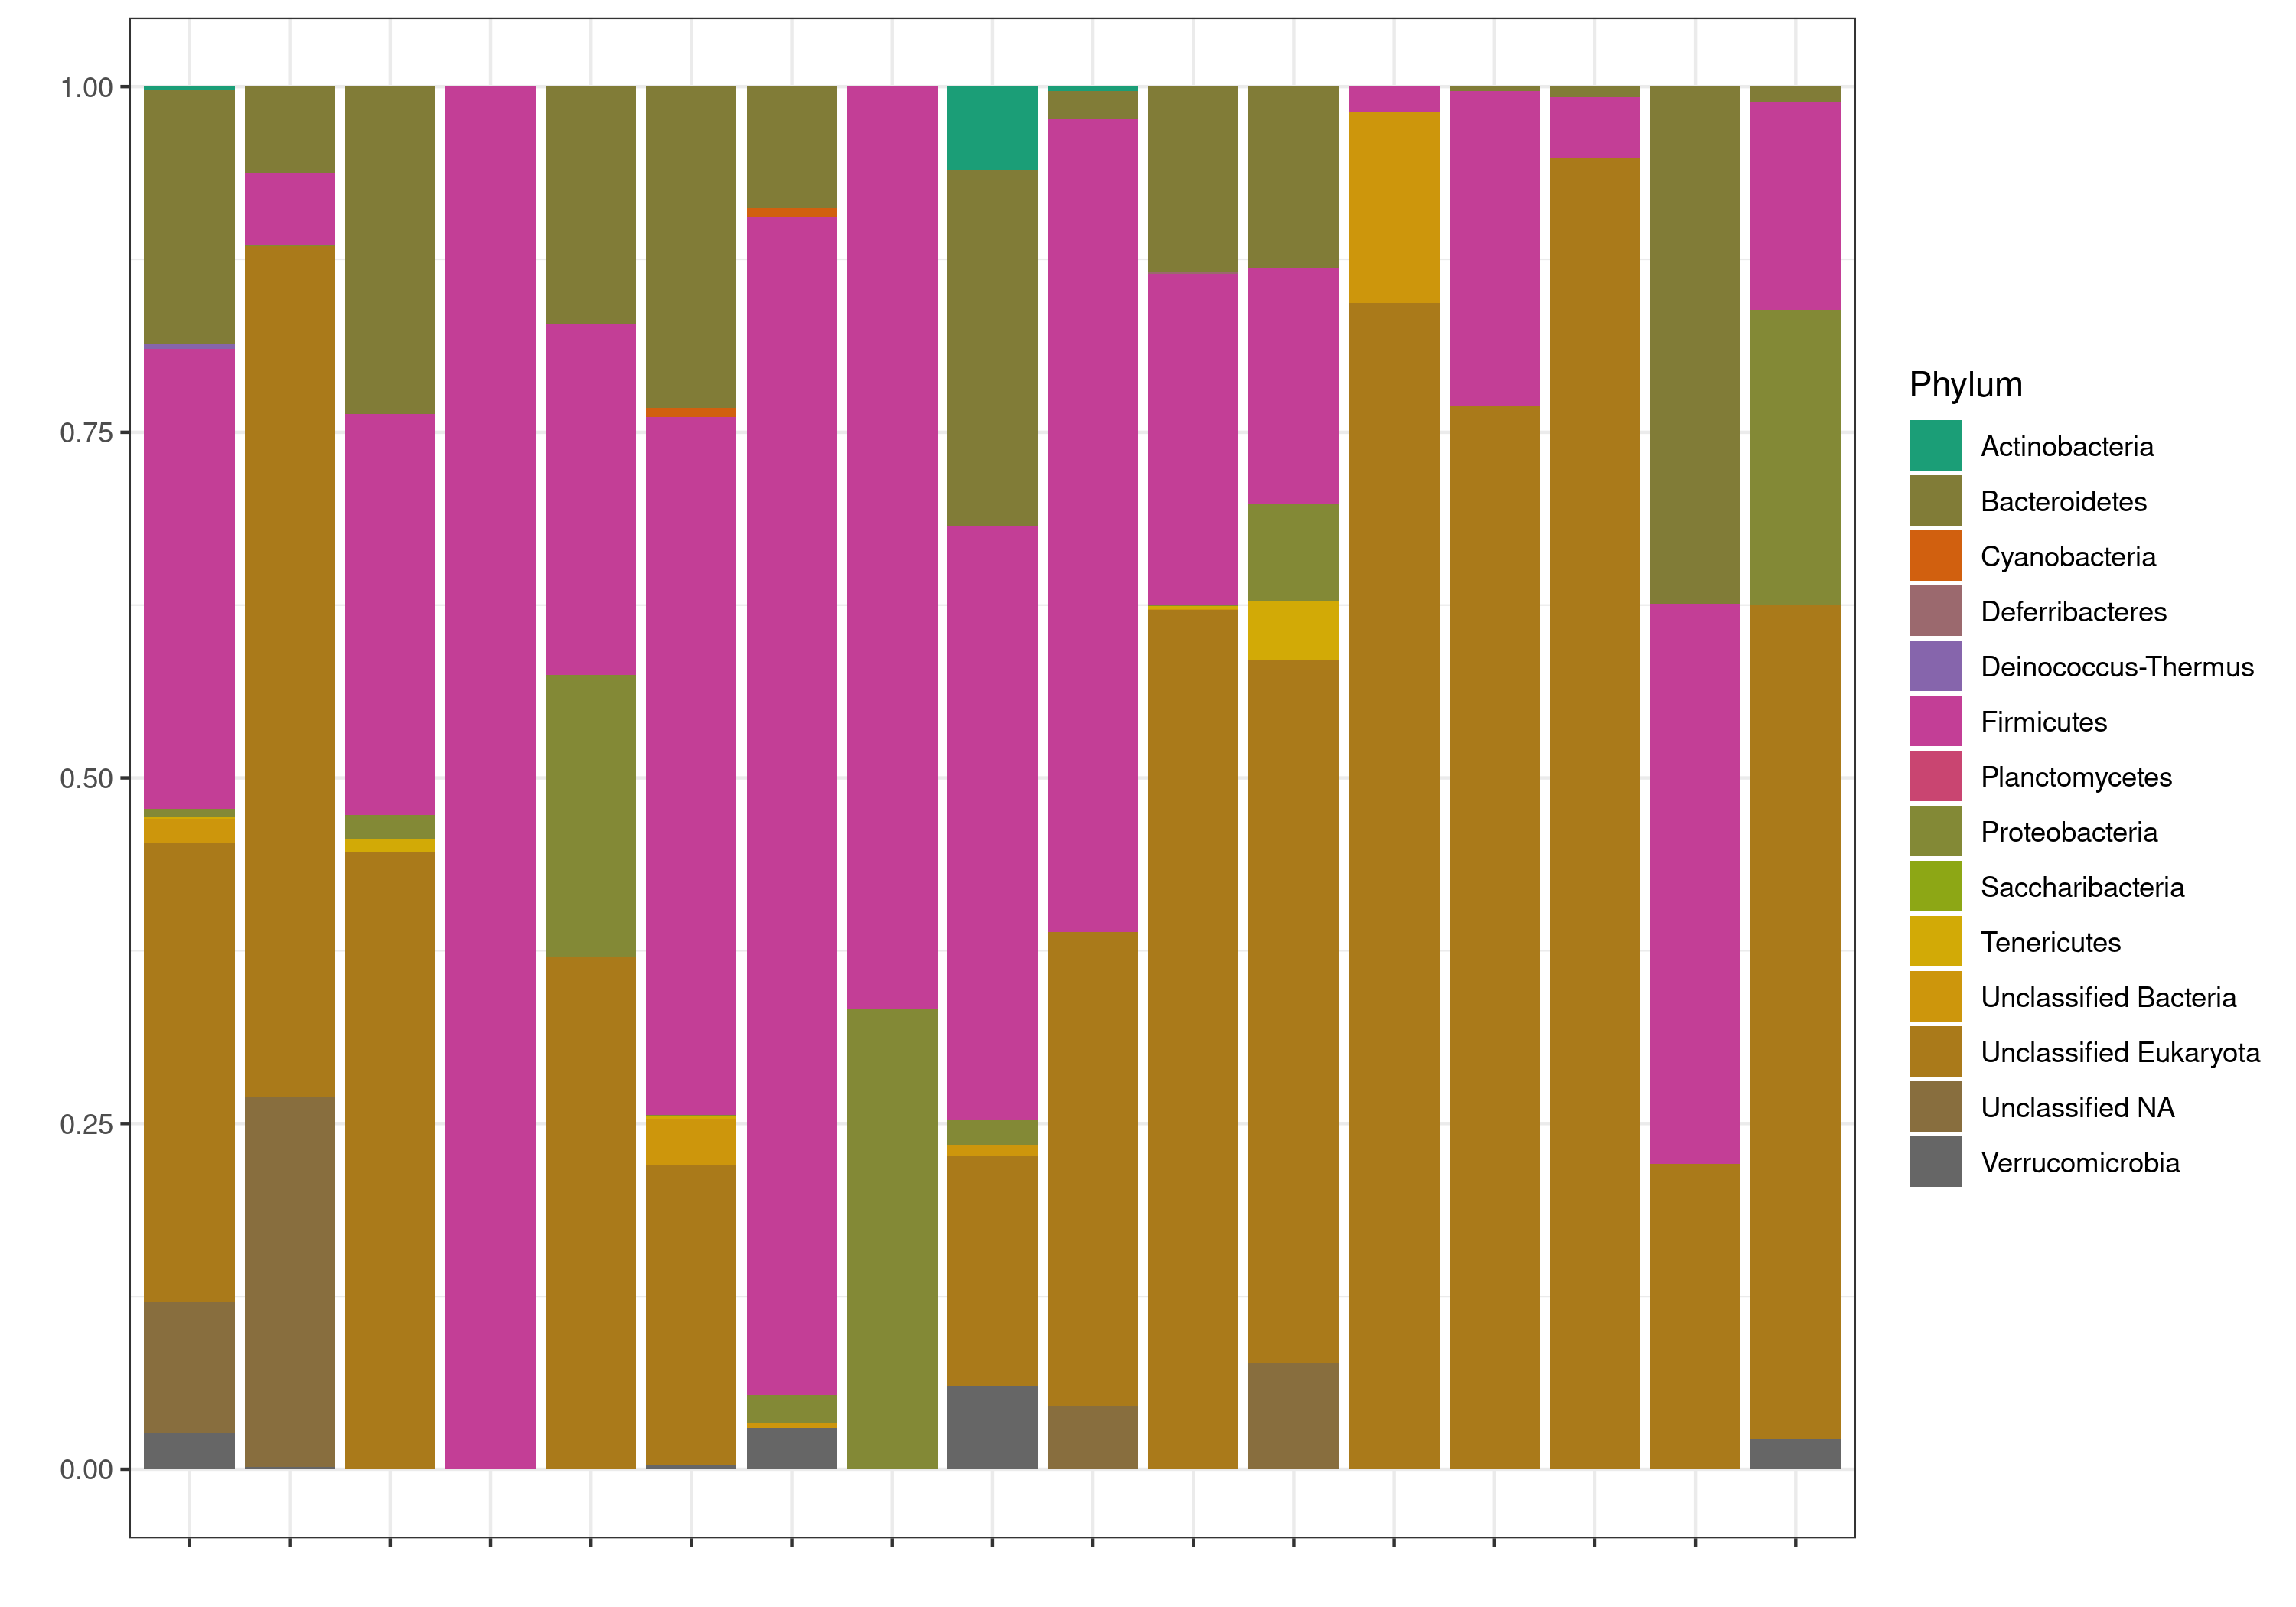 1.00
0.75
0.50
0.25
0.00
Phylum
Actinobacteria
Bacteroidetes
Cyanobacteria
Deferribacteres
Deinococcus-Thermus
Firmicutes
Planctomycetes
Proteobacteria
Saccharibacteria
Tenericutes
Unclassified Bacteria
Unclassified Eukaryota
Unclassified NA
Verrucomicrobia